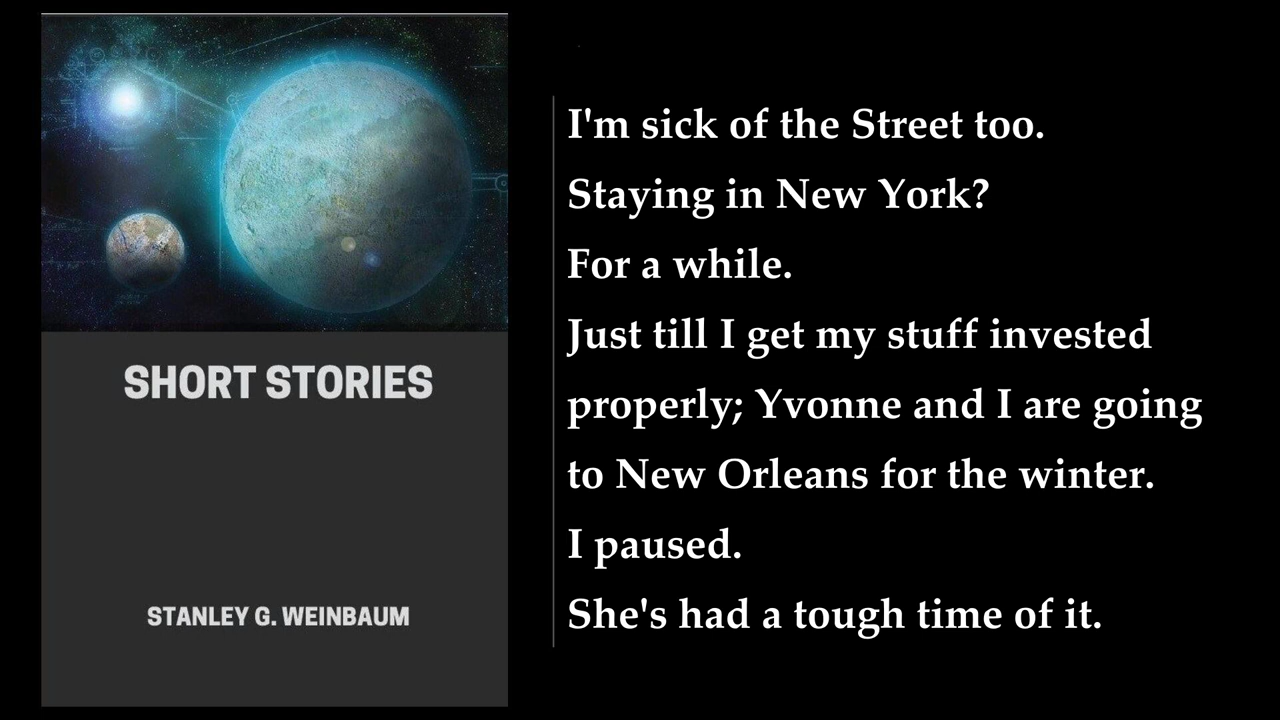 SHORT STORIES
STANLEY G. WEINBAUM
I'm sick of the Street too.
Staying in New York?
For a while.
Just till I get my stuff invested
properly; Yvonne and I are going
to New Orleans for the winter.
I paused.
She's had a tough time of it.